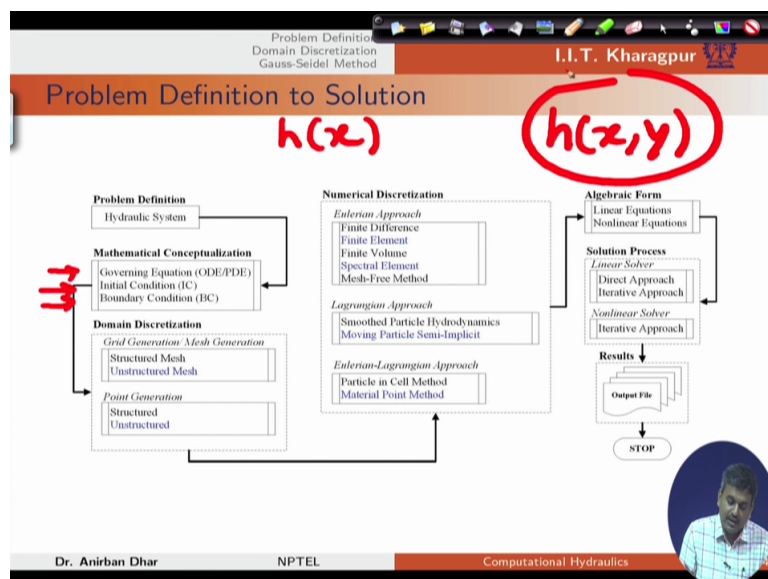 Problem Definition
Domain Discretization
Gauss-Seidel Method
I.I.T. Kharagpur
Problem Definition to Solution
h(x)
h(x,y)
Problem Definition
Hydraulic System
Mathematical Conceptualization
Governing Equation (ODE/PDE)
Initial Condition (IC)
Boundary Condition (BC)
Domain Discretization
Grid Generation/ Mesh Generation
Structured Mesh
Unstructured Mesh
Point Generation
Structured
Unstructured
Numerical Discretization
Eulerian Approach
Finite Difference
Finite Element
Finite Volume
Spectral Element
Mesh-Free Method
Lagrangian Approach
Smoothed Particle Hydrodynamics
Moving Particle Semi-Implicit
Eulerian-Lagrangian Approach
Particle in Cell Method
Material Point Method
Algebraic Form
Linear Equations
Nonlinear Equations
Solution Process
Linear Solver
Direct Approach
Iterative Approach
Nonlinear Solver
Iterative Approach
Results
Output File
STOP
Dr. Anirban Dhar
NPTEL
Computational Hydraulics